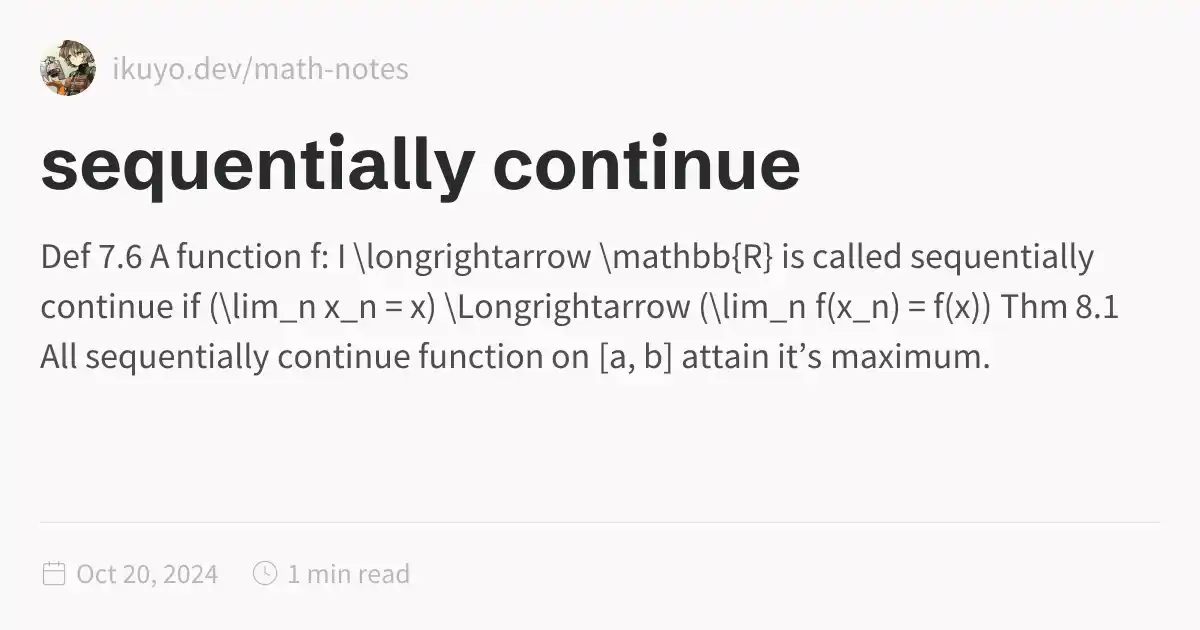 ikuyo.dev/math-notes
sequentially continue
Def 7.6 A function f: I \longrightarrow \mathbb{R} is called sequentially
continue if (\lim_n x_n = x) \Longrightarrow (\lim_n f(x_n) = f(x)) Thm 8.1
All sequentially continue function on [a, b] attain it’s maximum.
Oct 20, 2024 1 min read